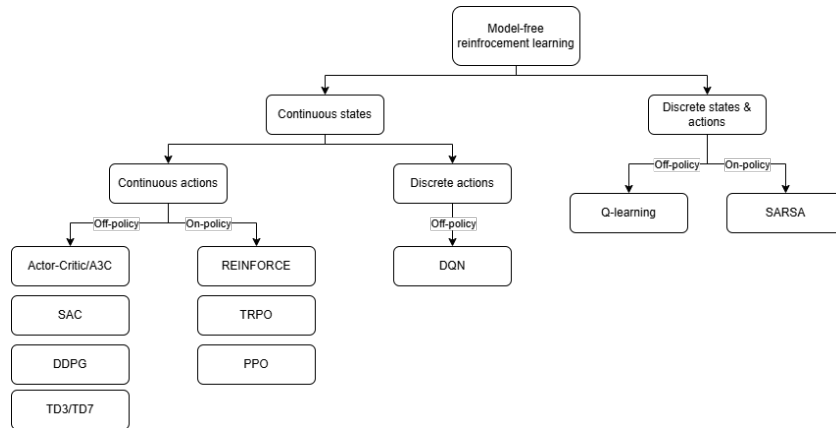 Model-free
reinfrocement learning
Continuous states
Discrete states &
actions
Off-policy
On-policy
Continuous actions
Discrete actions
Q-learning
SARSA
Off-policy
On-policy
Off-policy
Actor-Critic/A3C
REINFORCE
DQN
SAC
TRPO
DDPG
PPO
TD3/TD7